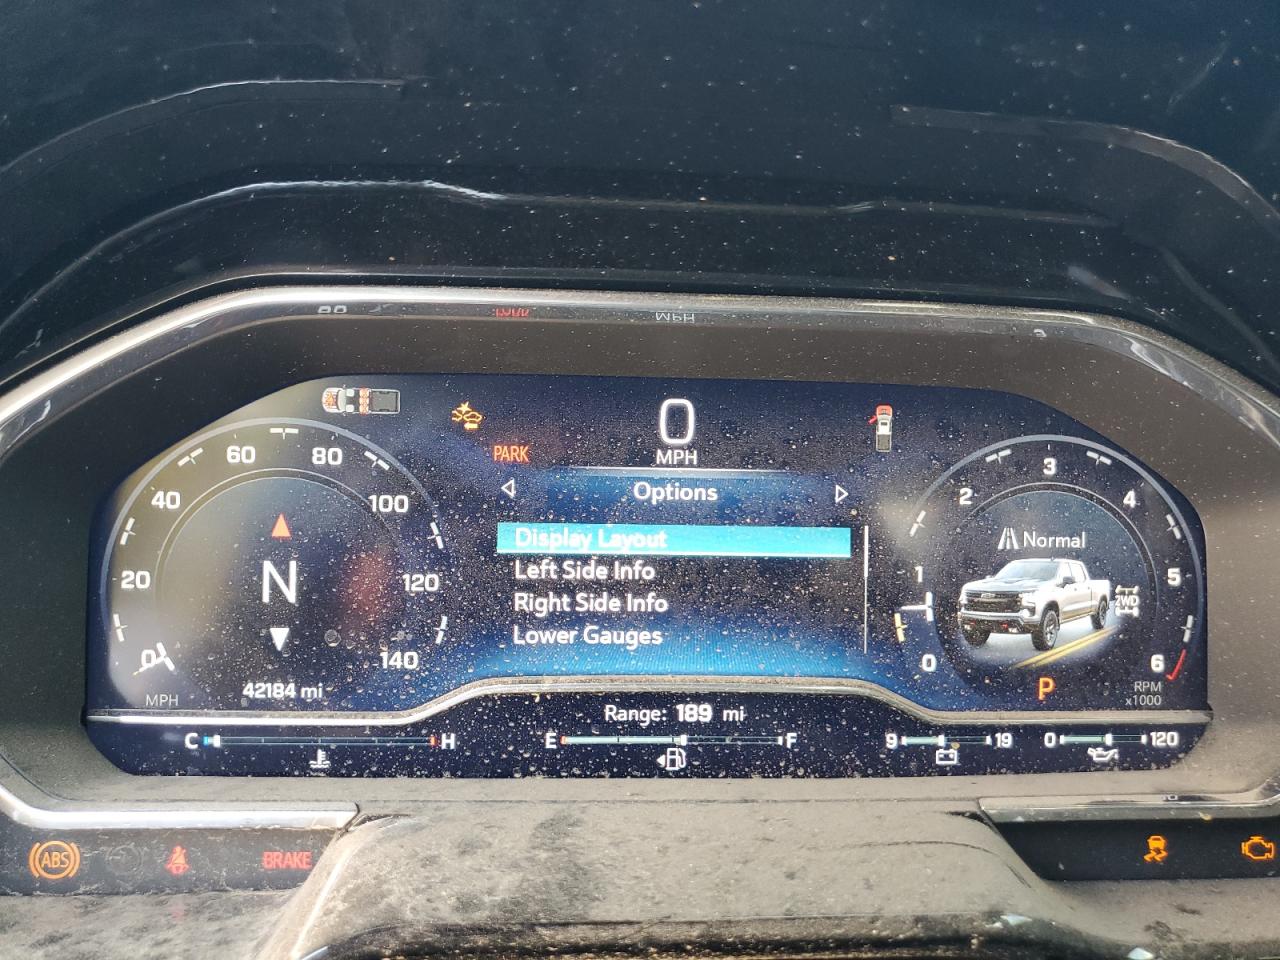 0
MPH
PARK
Options
Display Layout
Left Side Info
Right Side Info
Lower Gauges
0
20
40
60
80
100
120
140
MPH
N
42184 mi
0
1
2
3
4
5
6
RPM
x1000
Normal
2WD
P
Range: 189 mi
C H
E F
9 19
0 120
ABS
BRAKE